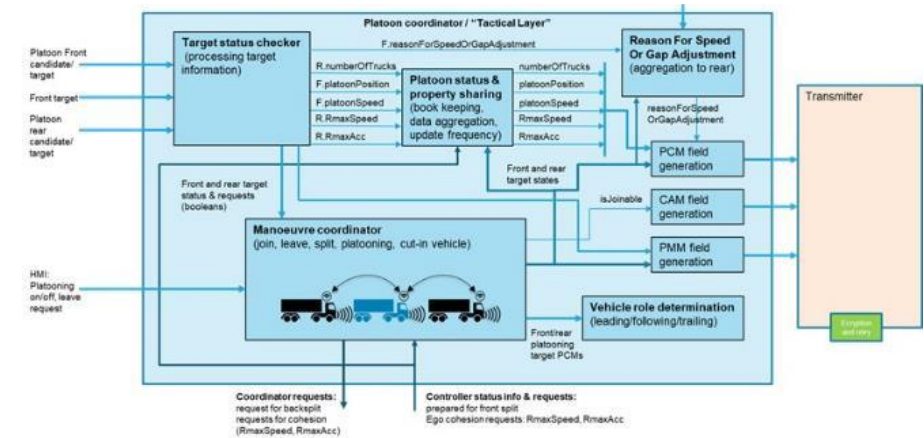 Platoon coordinator / "Tactical Layer"
Target status checker
(processing target
information)
Platoon Front
candidate/
target
Front target
Platoon
rear
candidate/
target
F.reasonForSpeedOrGapAdjustment
R.numberOfTrucks
F.platoonPosition
F.platoonSpeed
R.RmaxSpeed
R.RmaxAcc
Platoon status &
property sharing
(book keeping,
data aggregation,
update frequency)
numberOfTrucks
platoonPosition
platoonSpeed
RmaxSpeed
RmaxAcc
Reason For Speed
Or Gap Adjustment
(aggregation to rear)
reasonForSpeed
OrGapAdjustment
Transmitter
PCM field
generation
Front and rear target
status & requests
(booleans)
Front and rear
target states
isJoinable
CAM field
generation
Manoeuvre coordinator
(join, leave, split, platooning, cut-in vehicle)
PMM field
generation
HMI:
Platooning
on/off, leave
request
Vehicle role determination
(leading/following/trailing)
Front/rear
platooning
target PCMs
and retry
Coordinator requests:
request for backsplit
requests for cohesion
(RmaxSpeed, RmaxAcc)
Controller status info & requests:
prepared for front split
Ego cohesion requests: RmaxSpeed, RmaxAcc